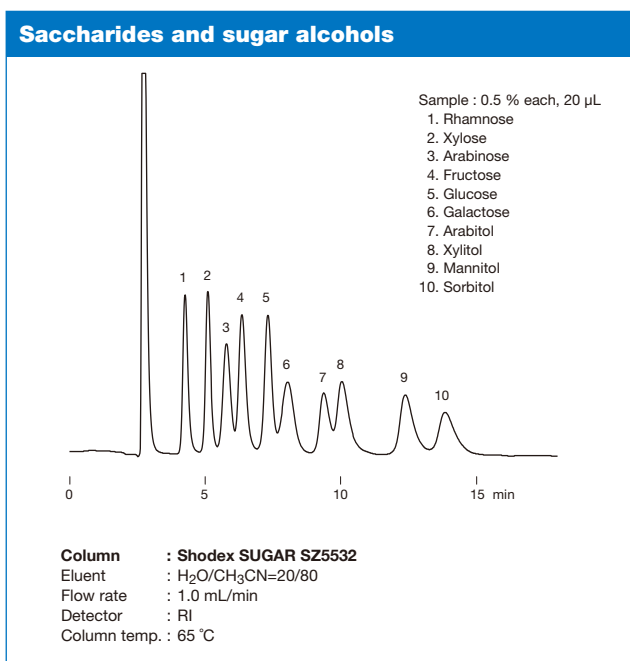 Saccharides and sugar alcohols
Sample : 0.5 % each, 20 µL
1. Rhamnose
2. Xylose
3. Arabinose
4. Fructose
5. Glucose
6. Galactose
7. Arabitol
8. Xylitol
9. Mannitol
10. Sorbitol
1 2 3 4 5 6 7 8 9 10
0 5 10 15 min
Column : Shodex SUGAR SZ5532
Eluent : H₂O/CH₃CN=20/80
Flow rate : 1.0 mL/min
Detector : RI
Column temp. : 65 ˚C